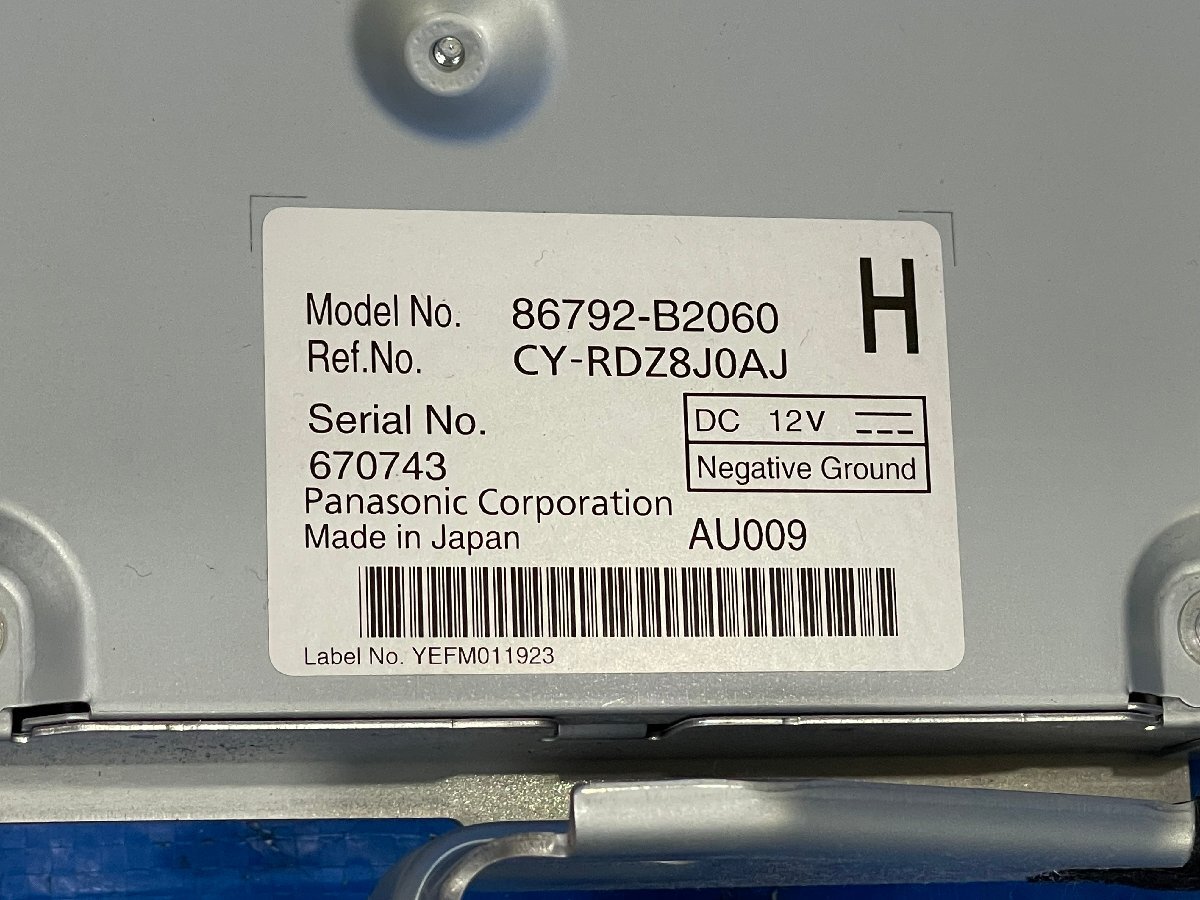 H
Model No. 86792-B2060
Ref.No. CY-RDZ8J0AJ
Serial No.
670743
DC 12V
Negative Ground
Panasonic Corporation
Made in Japan AU009
Label No. YEFM011923